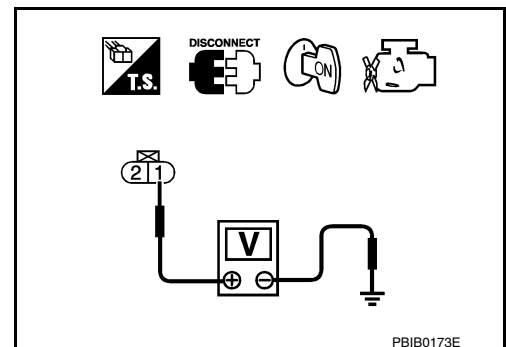 DISCONNECT
T.S.
ON
2 1
V
+ −
PBIB0173E